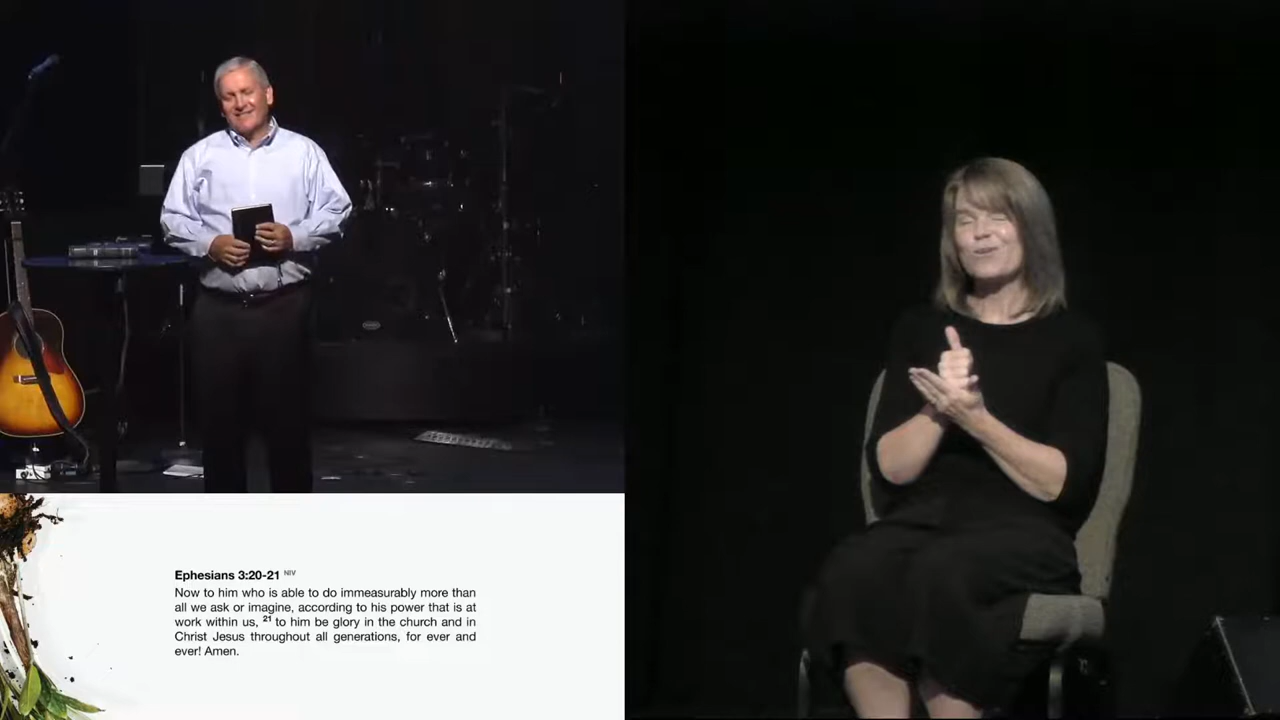 Ephesians 3:20-21 NIV
Now to him who is able to do immeasurably more than
all we ask or imagine, according to his power that is at
work within us, 21 to him be glory in the church and in
Christ Jesus throughout all generations, for ever and
ever! Amen.